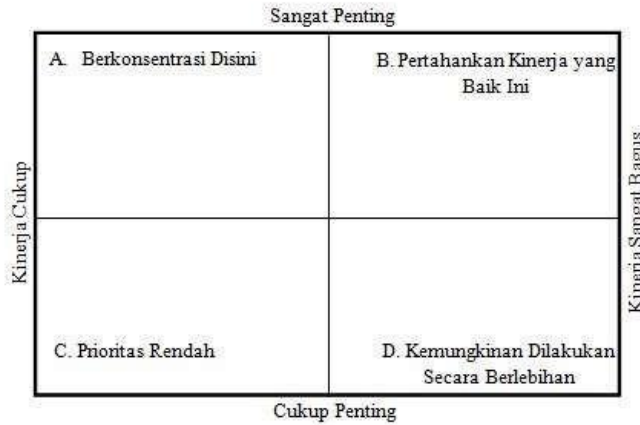 Sangat Penting
A. Berkonsentrasi Disini
B. Pertahankan Kinerja yang
Baik Ini
Kinerja Cukup
Kinerja Sangat Bagus
C. Prioritas Rendah
D. Kemungkinan Dilakukan
Secara Berlebihan
Cukup Penting